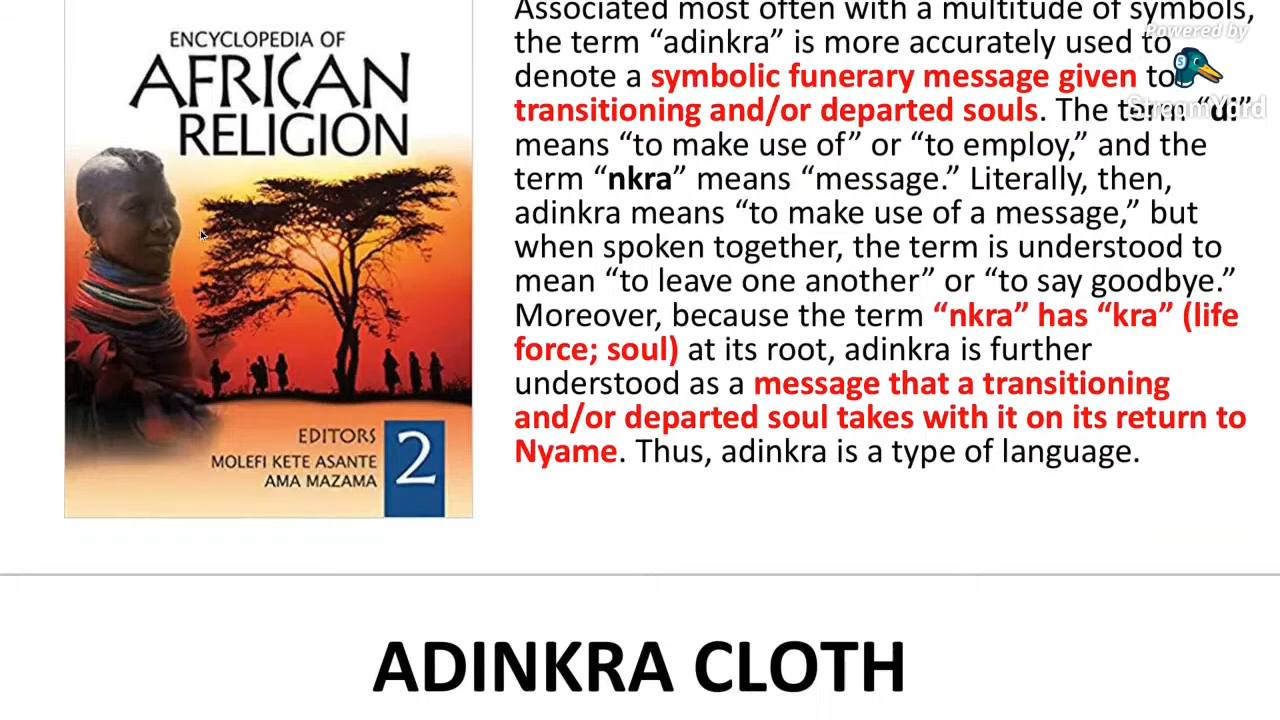 ENCYCLOPEDIA OF
AFRICAN
RELIGION
EDITORS
MOLEFI KETE ASANTE
AMA MAZAMA
2
Associated most often with a multitude of symbols,
the term “adinkra” is more accurately used to
denote a symbolic funerary message given to
transitioning and/or departed souls. The term “di”
means “to make use of” or “to employ,” and the
term “nkra” means “message.” Literally, then,
adinkra means “to make use of a message,” but
when spoken together, the term is understood to
mean “to leave one another” or “to say goodbye.”
Moreover, because the term “nkra” has “kra” (life
force; soul) at its root, adinkra is further
understood as a message that a transitioning
and/or departed soul takes with it on its return to
Nyame. Thus, adinkra is a type of language.
Powered by
StreamYard
ADINKRA CLOTH